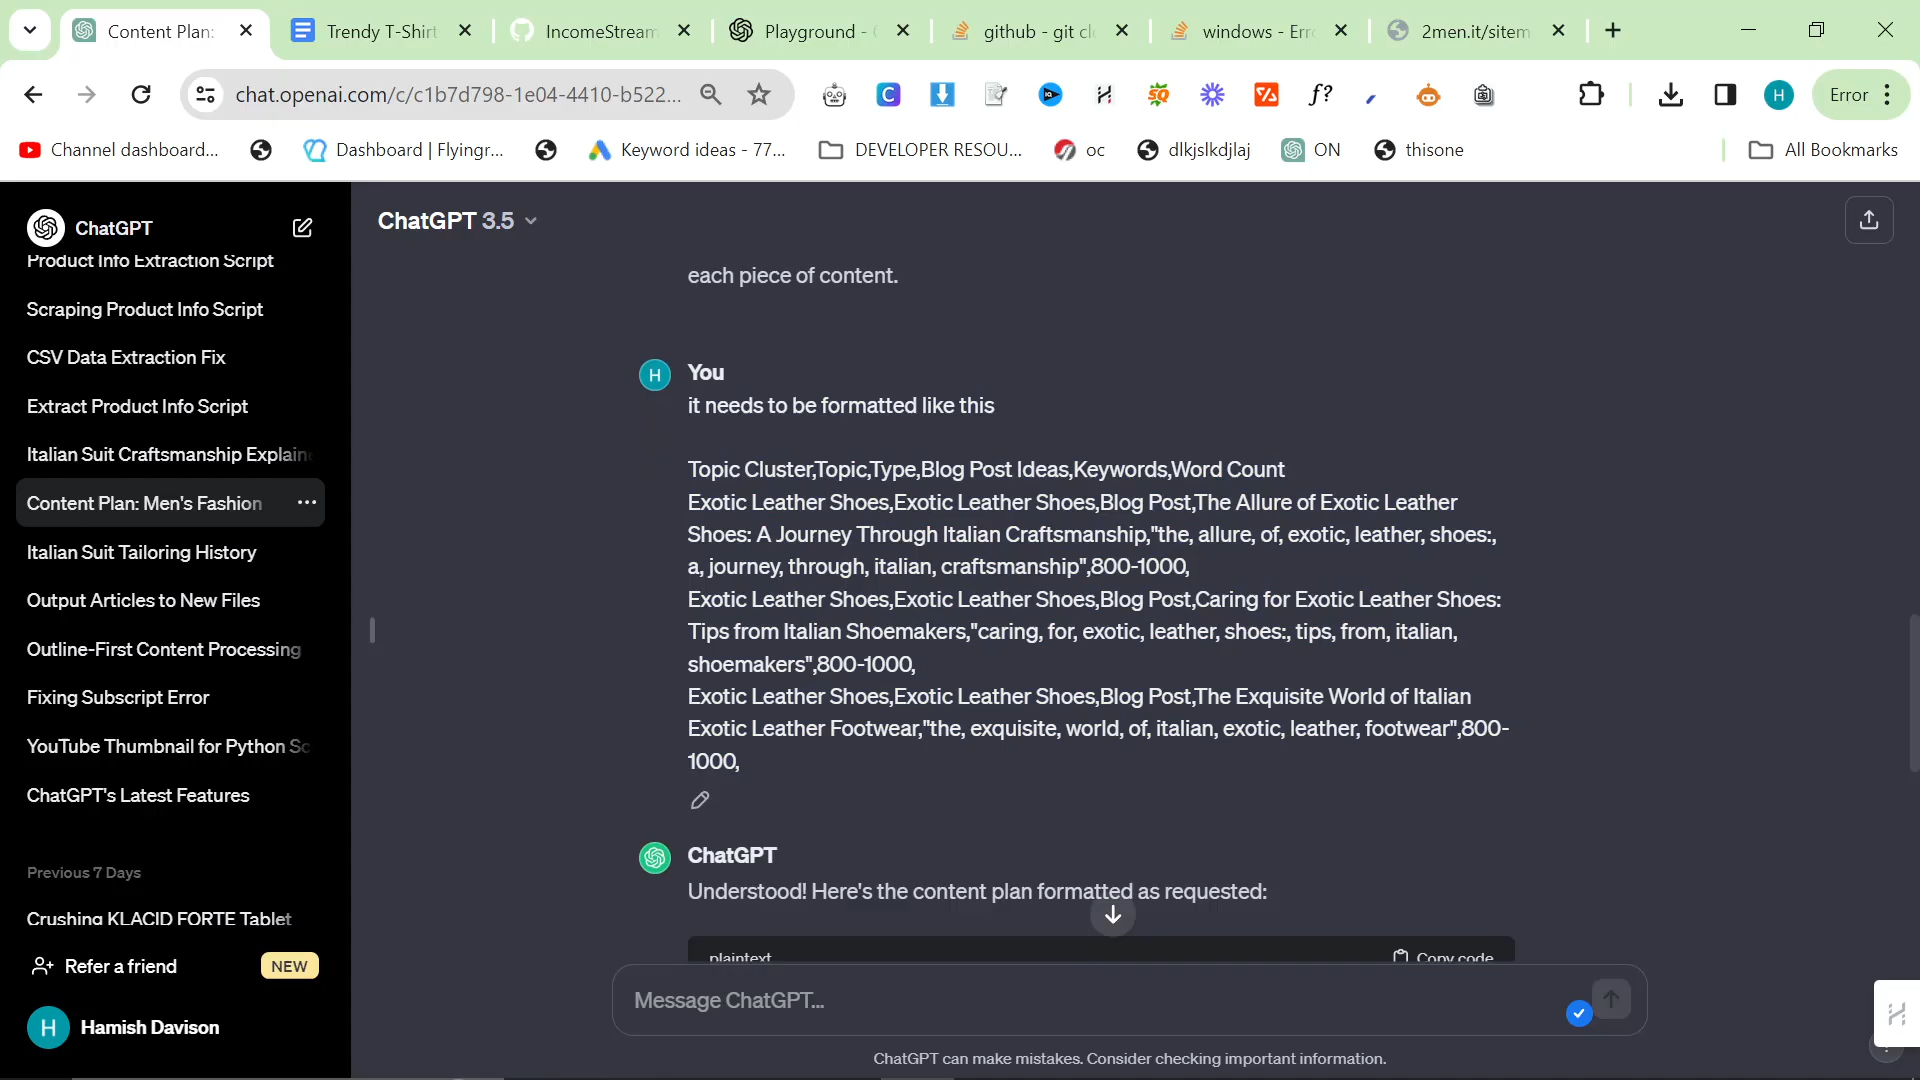 Content Plan:
Trendy T-Shirt
IncomeStream
Playground -
github - git cl
windows - Erro
2men.it/sitem
chat.openai.com/c/c1b7d798-1e04-4410-b522...
f?
H
Error
Channel dashboard...
Dashboard | Flyingr...
Keyword ideas - 77...
DEVELOPER RESOU...
oc
dlkjslkdjlaj
ON
thisone
All Bookmarks
ChatGPT
Product Info Extraction Script
Scraping Product Info Script
CSV Data Extraction Fix
Extract Product Info Script
Italian Suit Craftsmanship Explain
Content Plan: Men's Fashion
Italian Suit Tailoring History
Output Articles to New Files
Outline-First Content Processing
Fixing Subscript Error
YouTube Thumbnail for Python Sc
ChatGPT's Latest Features
Previous 7 Days
Crushing KLACID FORTE Tablet
Refer a friend
NEW
H
Hamish Davison
ChatGPT 3.5
each piece of content.
H
You
it needs to be formatted like this
Topic Cluster,Topic,Type,Blog Post Ideas,Keywords,Word Count
Exotic Leather Shoes,Exotic Leather Shoes,Blog Post,The Allure of Exotic Leather
Shoes: A Journey Through Italian Craftsmanship,"the, allure, of, exotic, leather, shoes:,
a, journey, through, italian, craftsmanship",800-1000,
Exotic Leather Shoes,Exotic Leather Shoes,Blog Post,Caring for Exotic Leather Shoes:
Tips from Italian Shoemakers,"caring, for, exotic, leather, shoes:, tips, from, italian,
shoemakers",800-1000,
Exotic Leather Shoes,Exotic Leather Shoes,Blog Post,The Exquisite World of Italian
Exotic Leather Footwear,"the, exquisite, world, of, italian, exotic, leather, footwear",800-
1000,
ChatGPT
Understood! Here's the content plan formatted as requested:
plaintext
Copy code
Message ChatGPT...
ChatGPT can make mistakes. Consider checking important information.